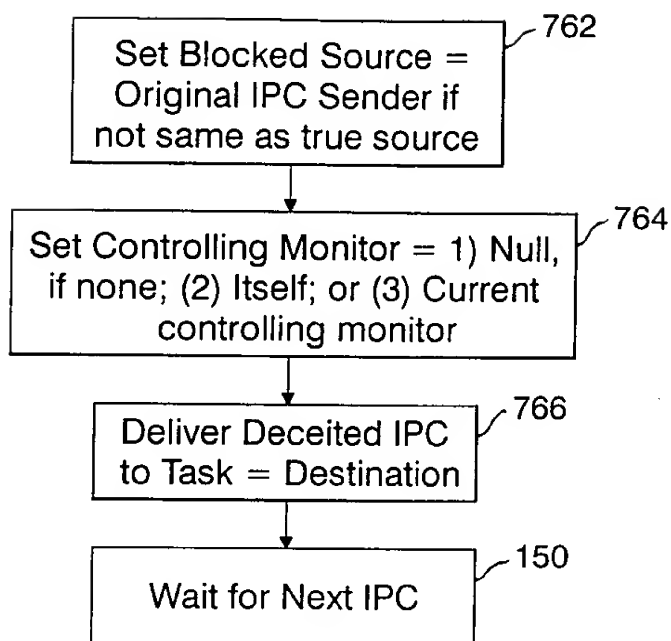 762
Set Blocked Source =
Original IPC Sender if
not same as true source
764
Set Controlling Monitor = 1) Null,
if none; (2) Itself; or (3) Current
controlling monitor
766
Deliver Deceited IPC
to Task = Destination
150
Wait for Next IPC